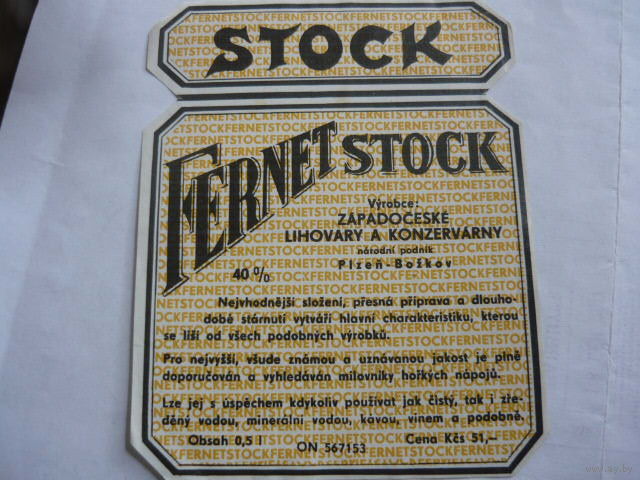 STOCK
FERNET STOCK
Výrobce:
ZÁPADOČESKÉ
LIHOVARY A KONZERVÁRNY
národní podnik
Plzeň-Božkov
40%
Nejvhodnější složení, přesná příprava a dlouho-
dobé stárnutí vytváří hlavní charakteristiku, kterou
se liší od všech podobných výrobků.
Pro nejvyšší, všude známou a uznávanou jakost je plně
doporučován a vyhledáván milovníky hořkých nápojů.
Lze jej s úspěchem kdykoliv používat jak čistý, tak i zře-
děný vodou, minerální vodou, kávou, vínem a podobně.
Obsah 0,5 l
ON 567153
Cena Kčs 51,–